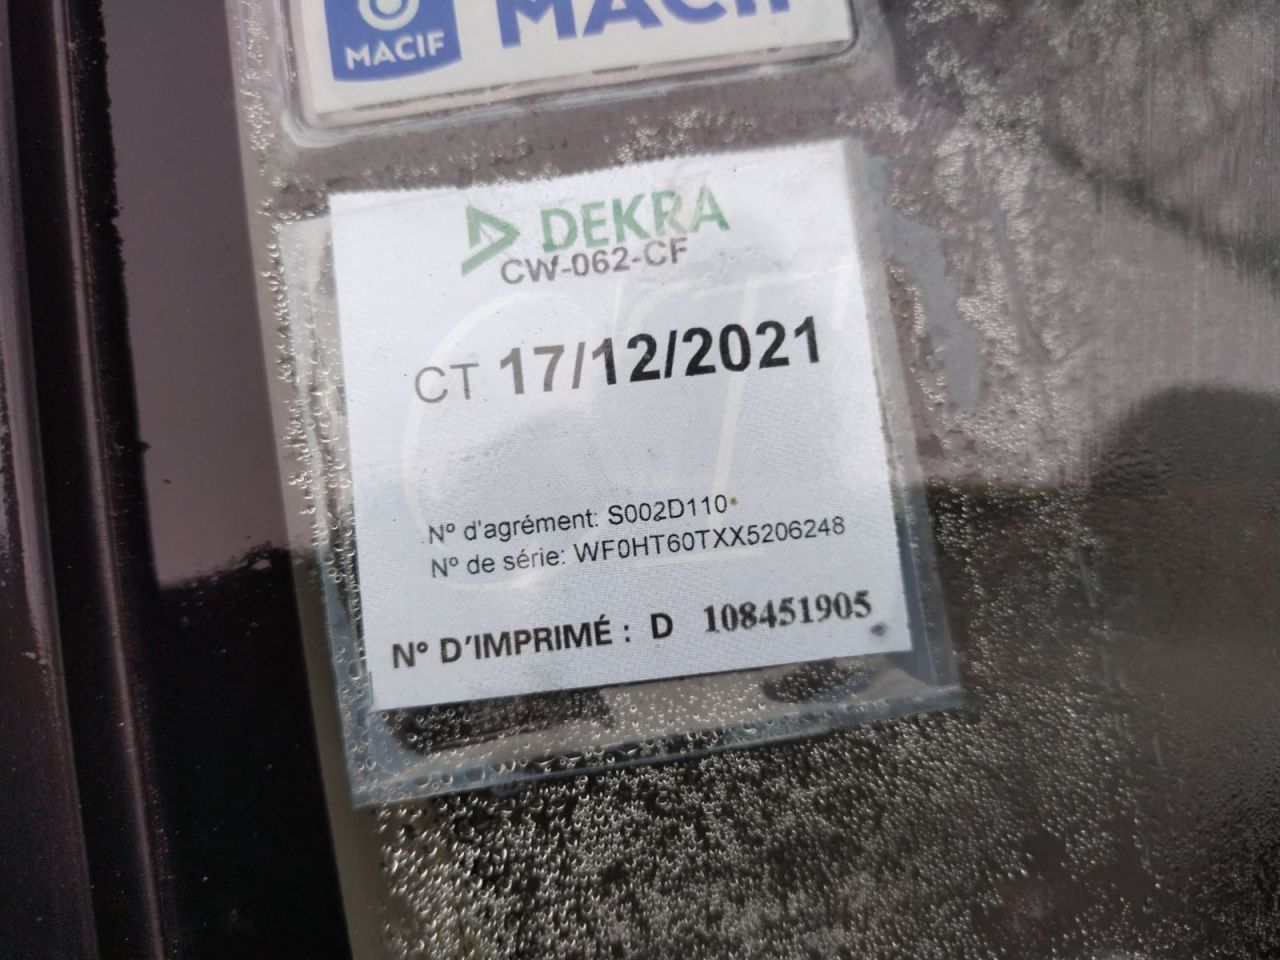 MACIF MACIF
DEKRA
CW-062-CF
CT 17/12/2021
N° d'agrément: S002D110
N° de série: WF0HT60TXX5206248
N° D'IMPRIMÉ : D 108451905